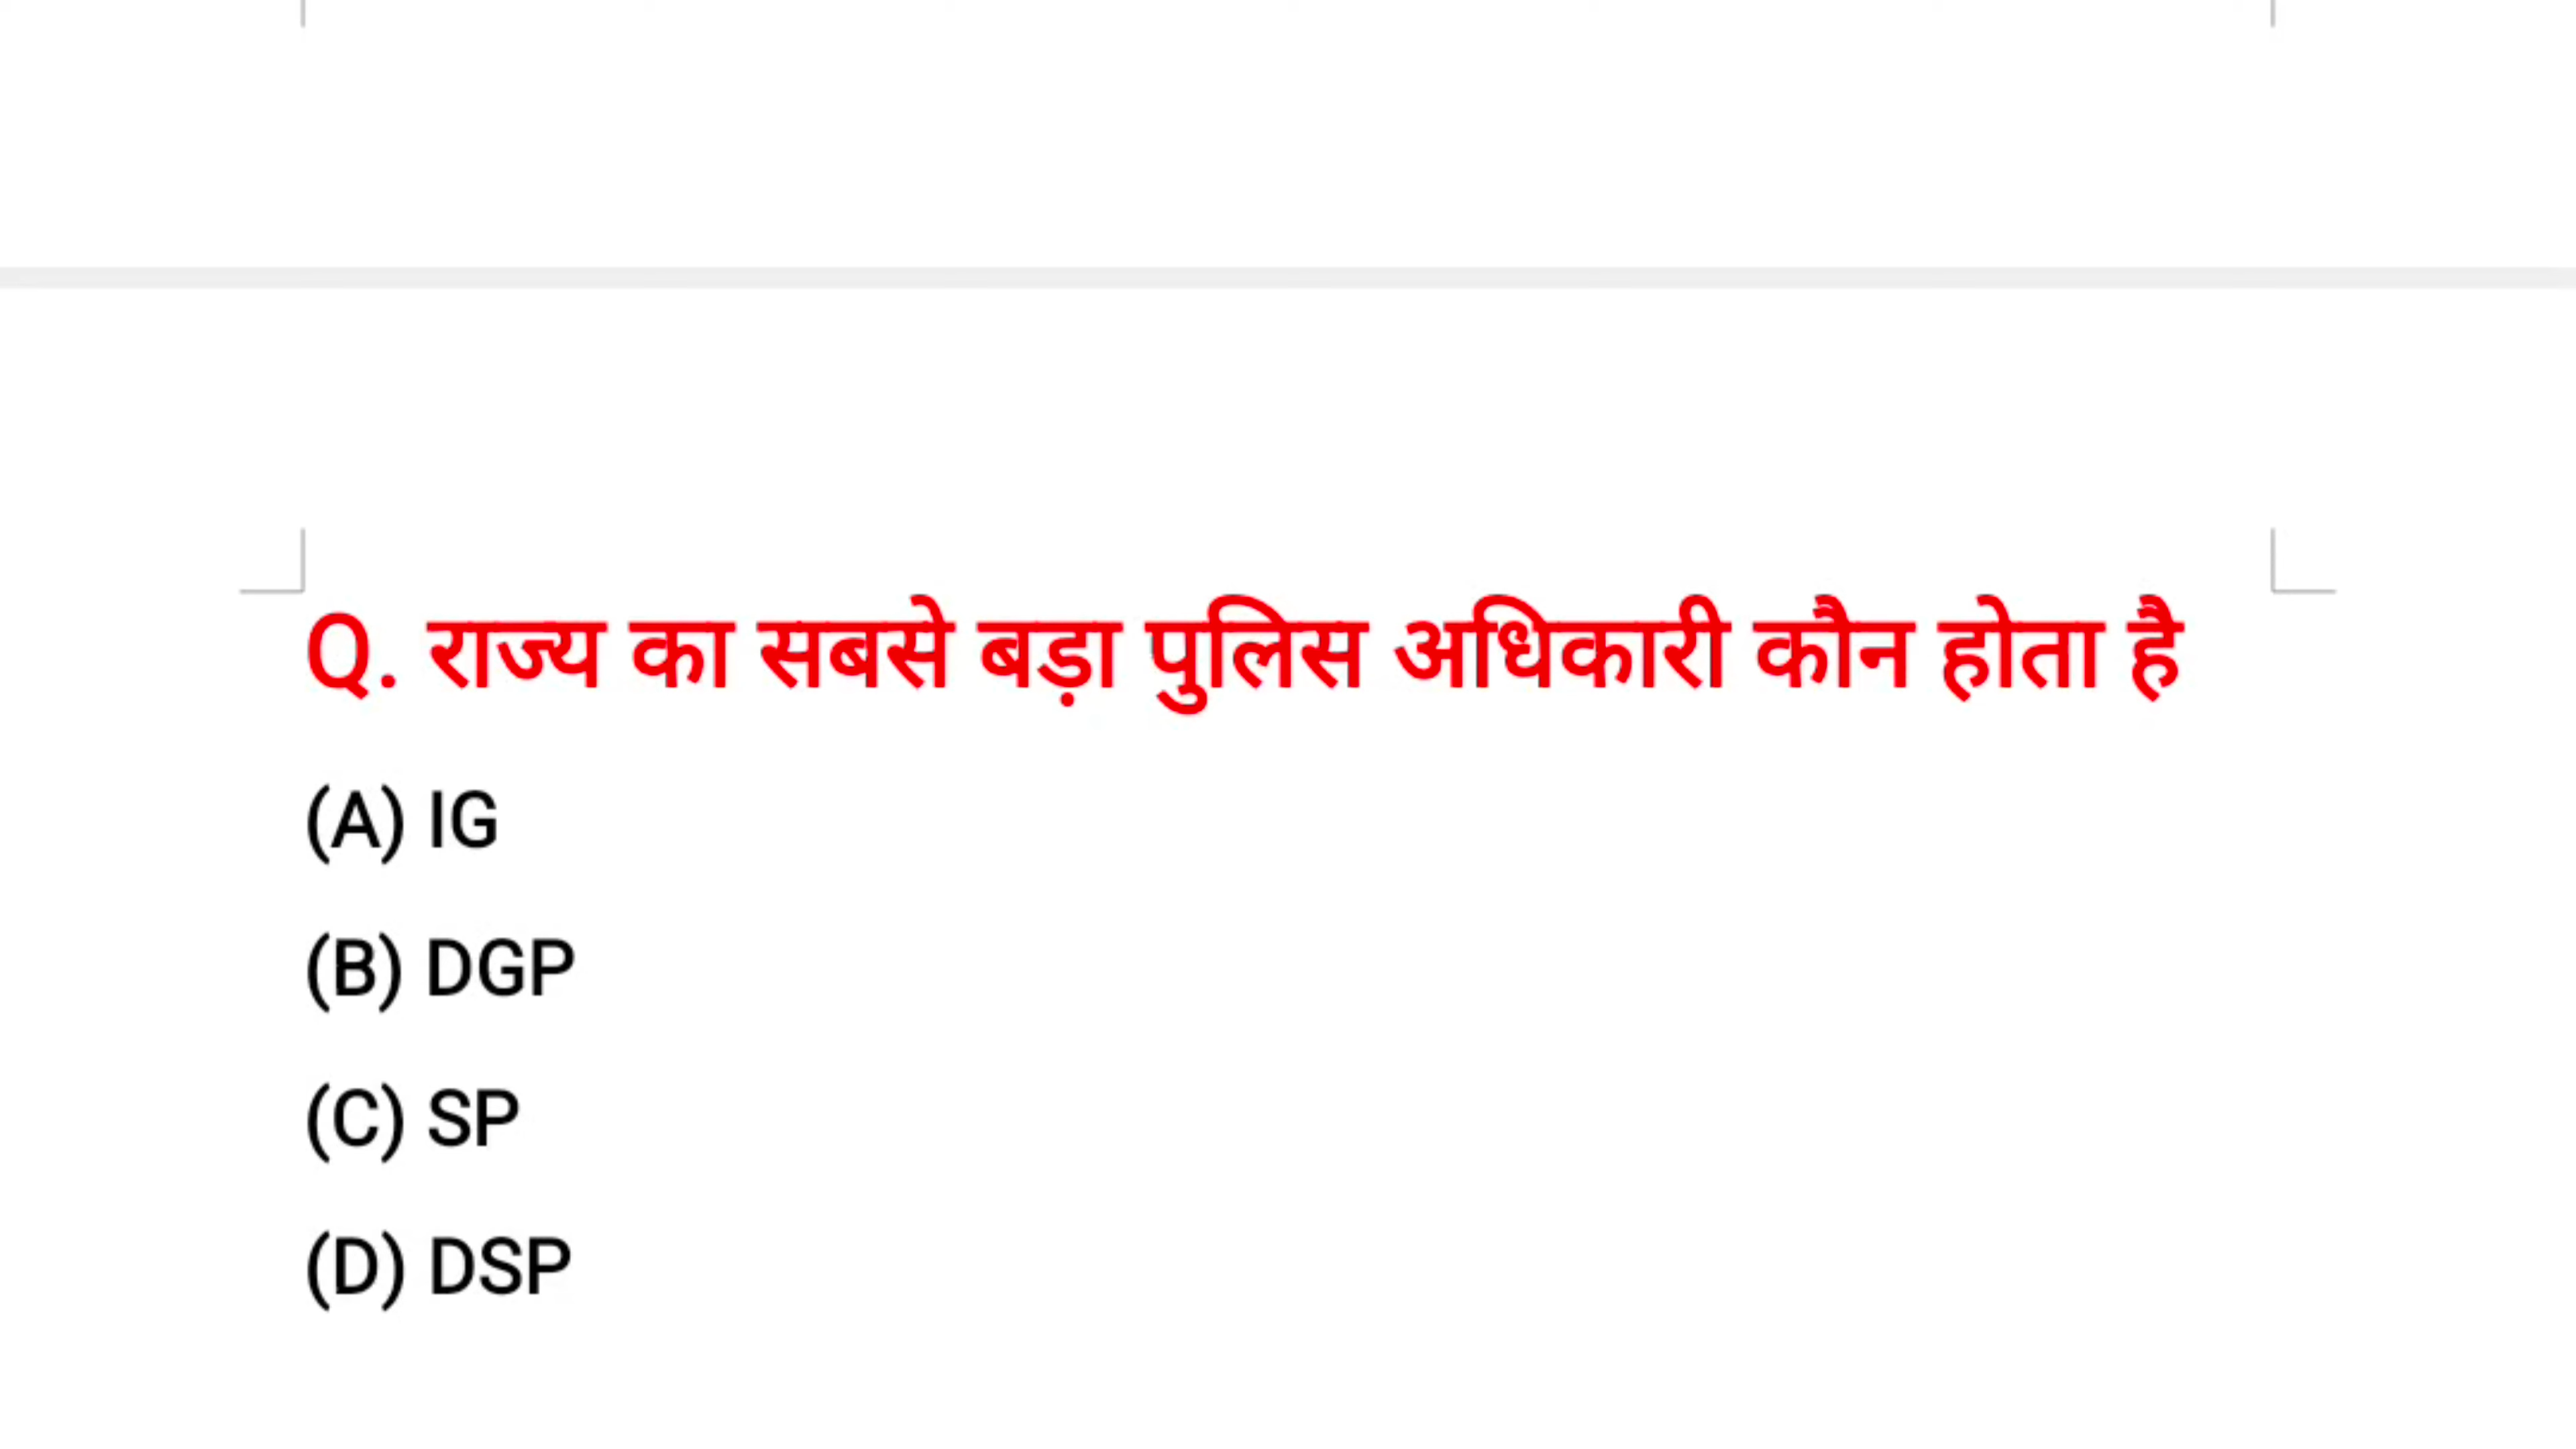 Q. राज्य का सबसे बड़ा पुलिस अधिकारी कौन होता है
(A) IG
(B) DGP
(C) SP
(D) DSP